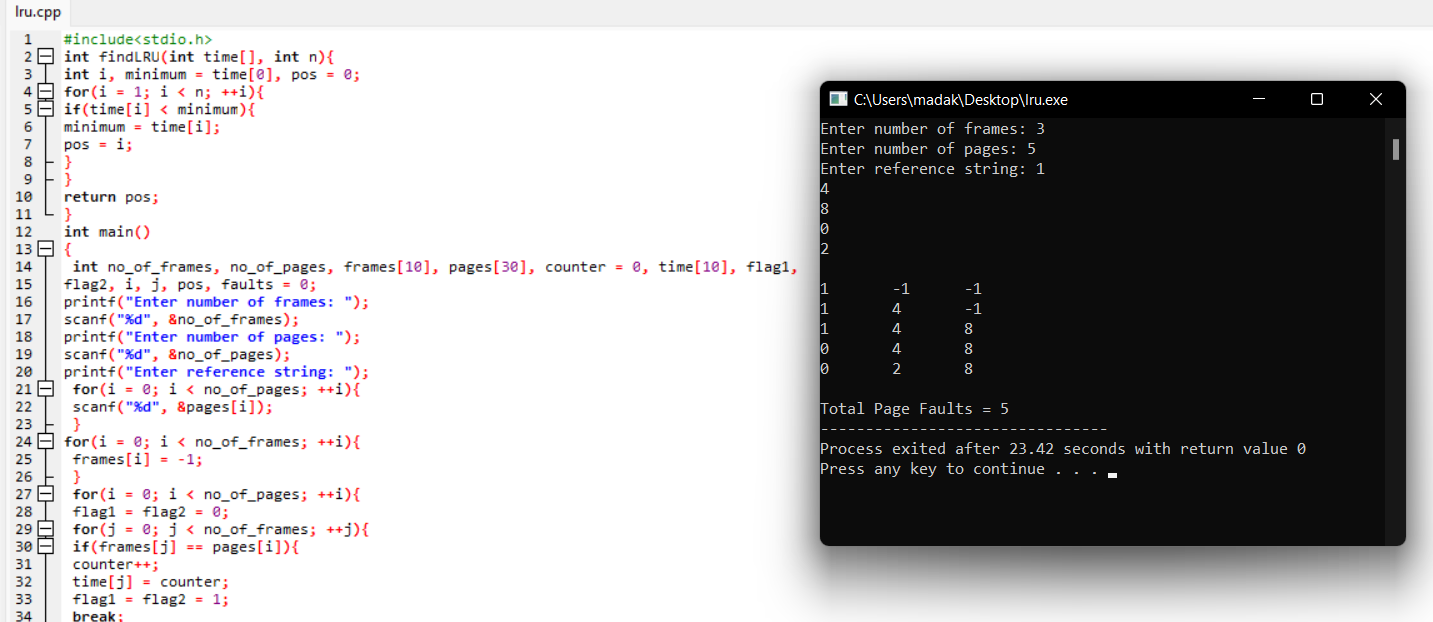 lru.cpp
1 #include<stdio.h>
2 int findLRU(int time[], int n){
3 int i, minimum = time[0], pos = 0;
4 for(i = 1; i < n; ++i){
5 if(time[i] < minimum){
6 minimum = time[i];
7 pos = i;
8 }
9 }
10 return pos;
11 }
12 int main()
13 {
14 int no_of_frames, no_of_pages, frames[10], pages[30], counter = 0, time[10], flag1,
15 flag2, i, j, pos, faults = 0;
16 printf("Enter number of frames: ");
17 scanf("%d", &no_of_frames);
18 printf("Enter number of pages: ");
19 scanf("%d", &no_of_pages);
20 printf("Enter reference string: ");
21 for(i = 0; i < no_of_pages; ++i){
22 scanf("%d", &pages[i]);
23 }
24 for(i = 0; i < no_of_frames; ++i){
25 frames[i] = -1;
26 }
27 for(i = 0; i < no_of_pages; ++i){
28 flag1 = flag2 = 0;
29 for(j = 0; j < no_of_frames; ++j){
30 if(frames[j] == pages[i]){
31 counter++;
32 time[j] = counter;
33 flag1 = flag2 = 1;
34 break;
C:\Users\madak\Desktop\lru.exe
Enter number of frames: 3
Enter number of pages: 5
Enter reference string: 1
4
8
0
2
1 -1 -1
1 4 -1
1 4 8
0 4 8
0 2 8
Total Page Faults = 5
--------------------------------
Process exited after 23.42 seconds with return value 0
Press any key to continue . . .